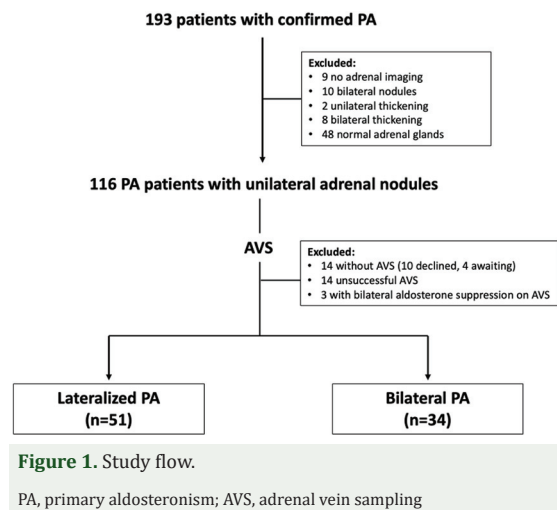 193 patients with confirmed PA
Excluded:
• 9 no adrenal imaging
• 10 bilateral nodules
• 2 unilateral thickening
• 8 bilateral thickening
• 48 normal adrenal glands
116 PA patients with unilateral adrenal nodules
AVS
Excluded:
• 14 without AVS (10 declined, 4 awaiting)
• 14 unsuccessful AVS
• 3 with bilateral aldosterone suppression on AVS
Lateralized PA
(n=51)
Bilateral PA
(n=34)
Figure 1. Study flow.
PA, primary aldosteronism; AVS, adrenal vein sampling